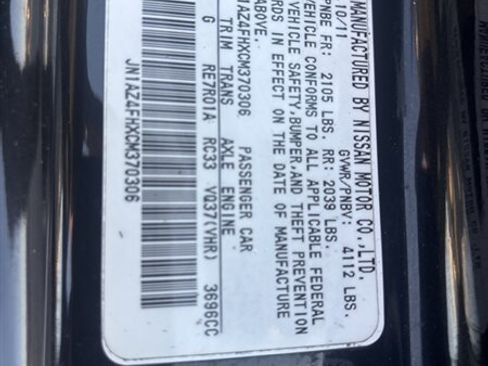 MANUFACTURED BY NISSAN MOTOR CO.,LTD.
10/11 GVWR/PNBV: 4112 LBS.
PNBE FR: 2105 LBS. RR: 2039 LBS.
VEHICLE CONFORMS TO ALL APPLICABLE FEDERAL
VEHICLE SAFETY,BUMPER,AND THEFT PREVENTION
RDS IN EFFECT ON THE DATE OF MANUFACTURE
ABOVE.
1AZ4FHXCM370306 PASSENGER CAR
TRIM TRANS AXLE ENGINE
G RE7R01A RC33 VQ37(VHR) 3696CC
JN1AZ4FHXCM370306